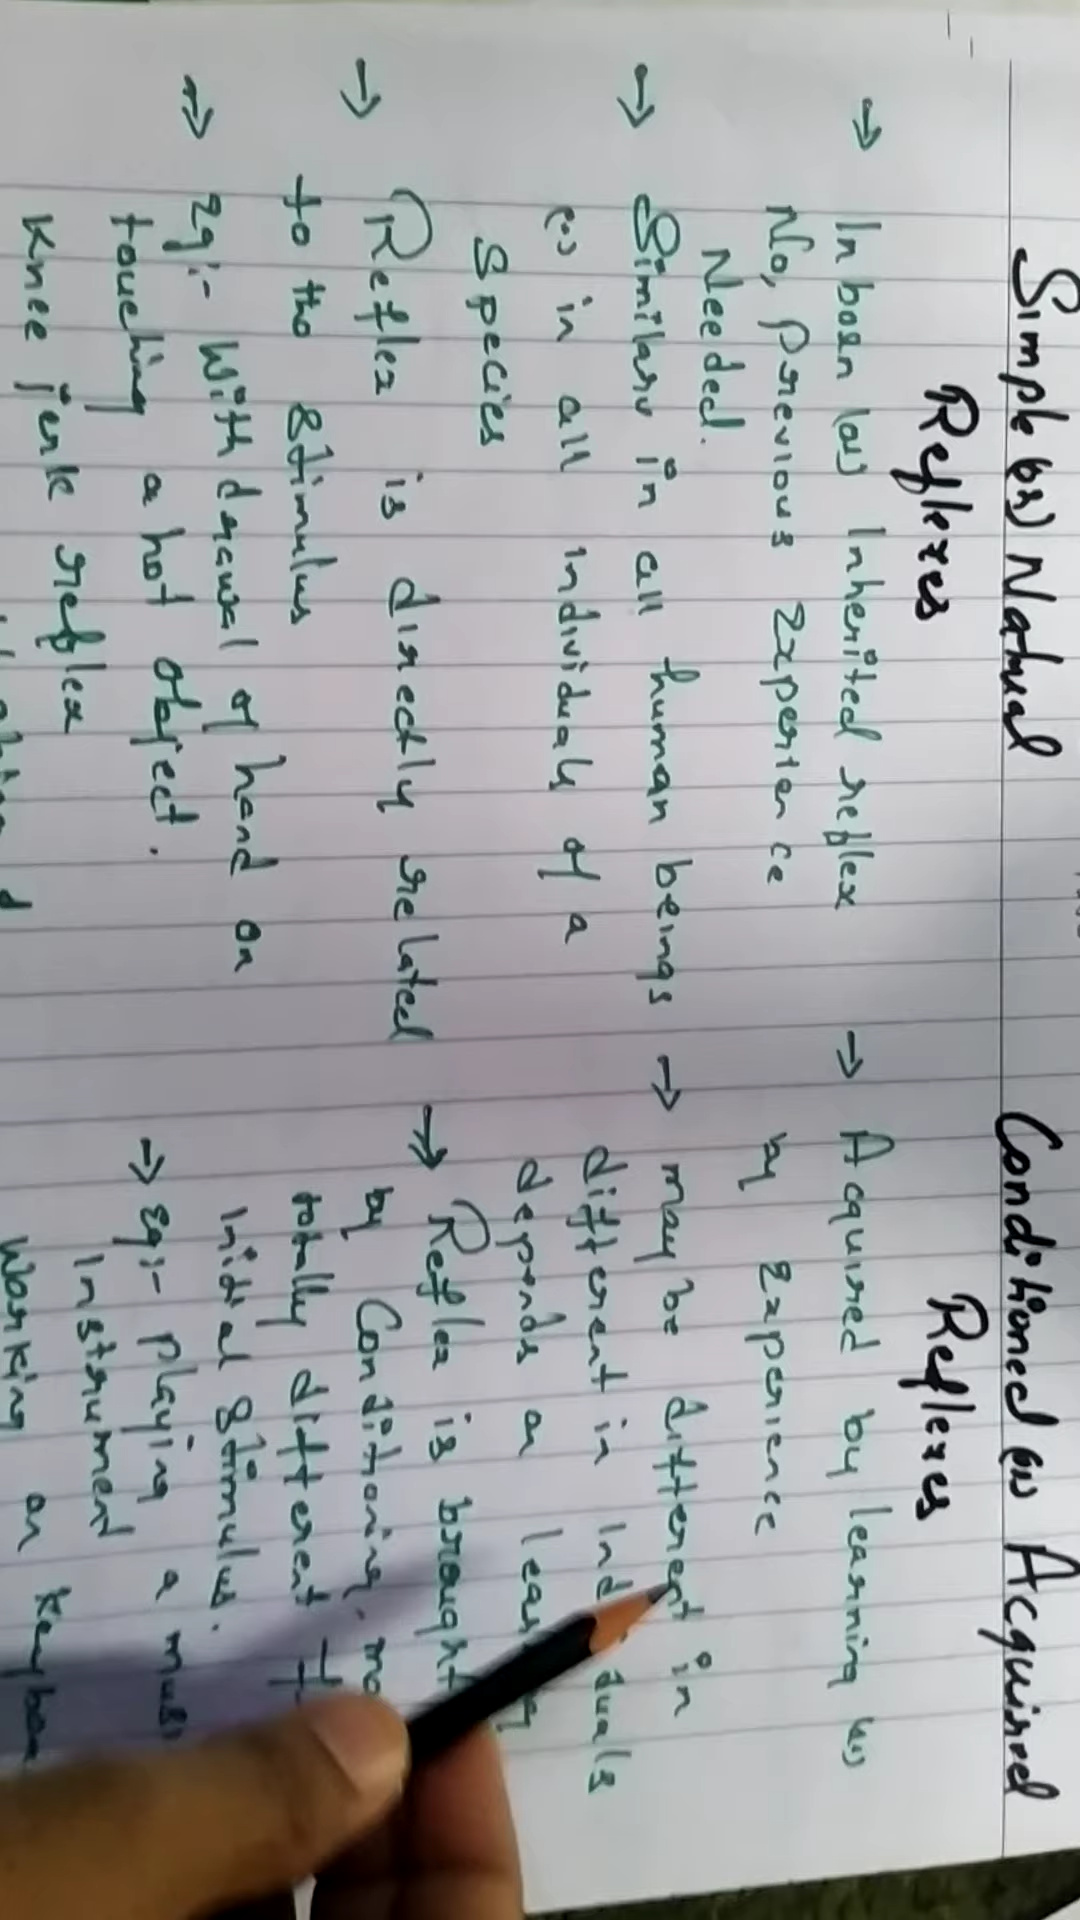 Simple (or) Natual
Reflexes
→ Inborn (or) Inherited reflex
No, Previous Experience
Needed.
→ Similar in all human beings
(or) in all individuals of a
Species
→ Reflex is directly related
to the stimulus
→ Eg:- Withdrawal of hand on
touching a hot object.
Knee jerk reflex
Conditioned (or) Acquired
Reflexes
→ Acquired by learning (or)
by Experience
→ may be different in
different in Individuals
depends on learning
→ Reflex is brought
by Conditioning.
totally different
Initial stimulus.
→ Eg:- playing a
Instrument
Working on